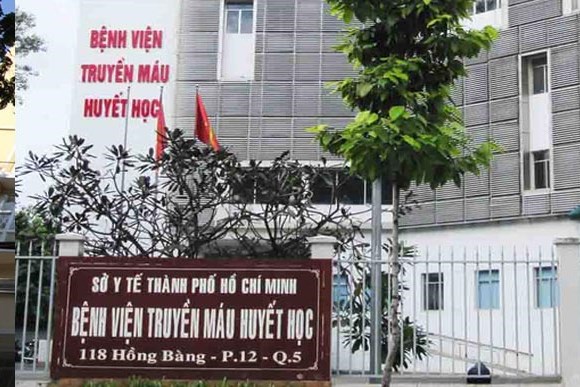 BỆNH VIỆN
TRUYỀN MÁU
HUYẾT HỌC
SỞ Y TẾ THÀNH PHỐ HỒ CHÍ MINH
BỆNH VIỆN TRUYỀN MÁU HUYẾT HỌC
118 Hồng Bàng - P.12 - Q.5